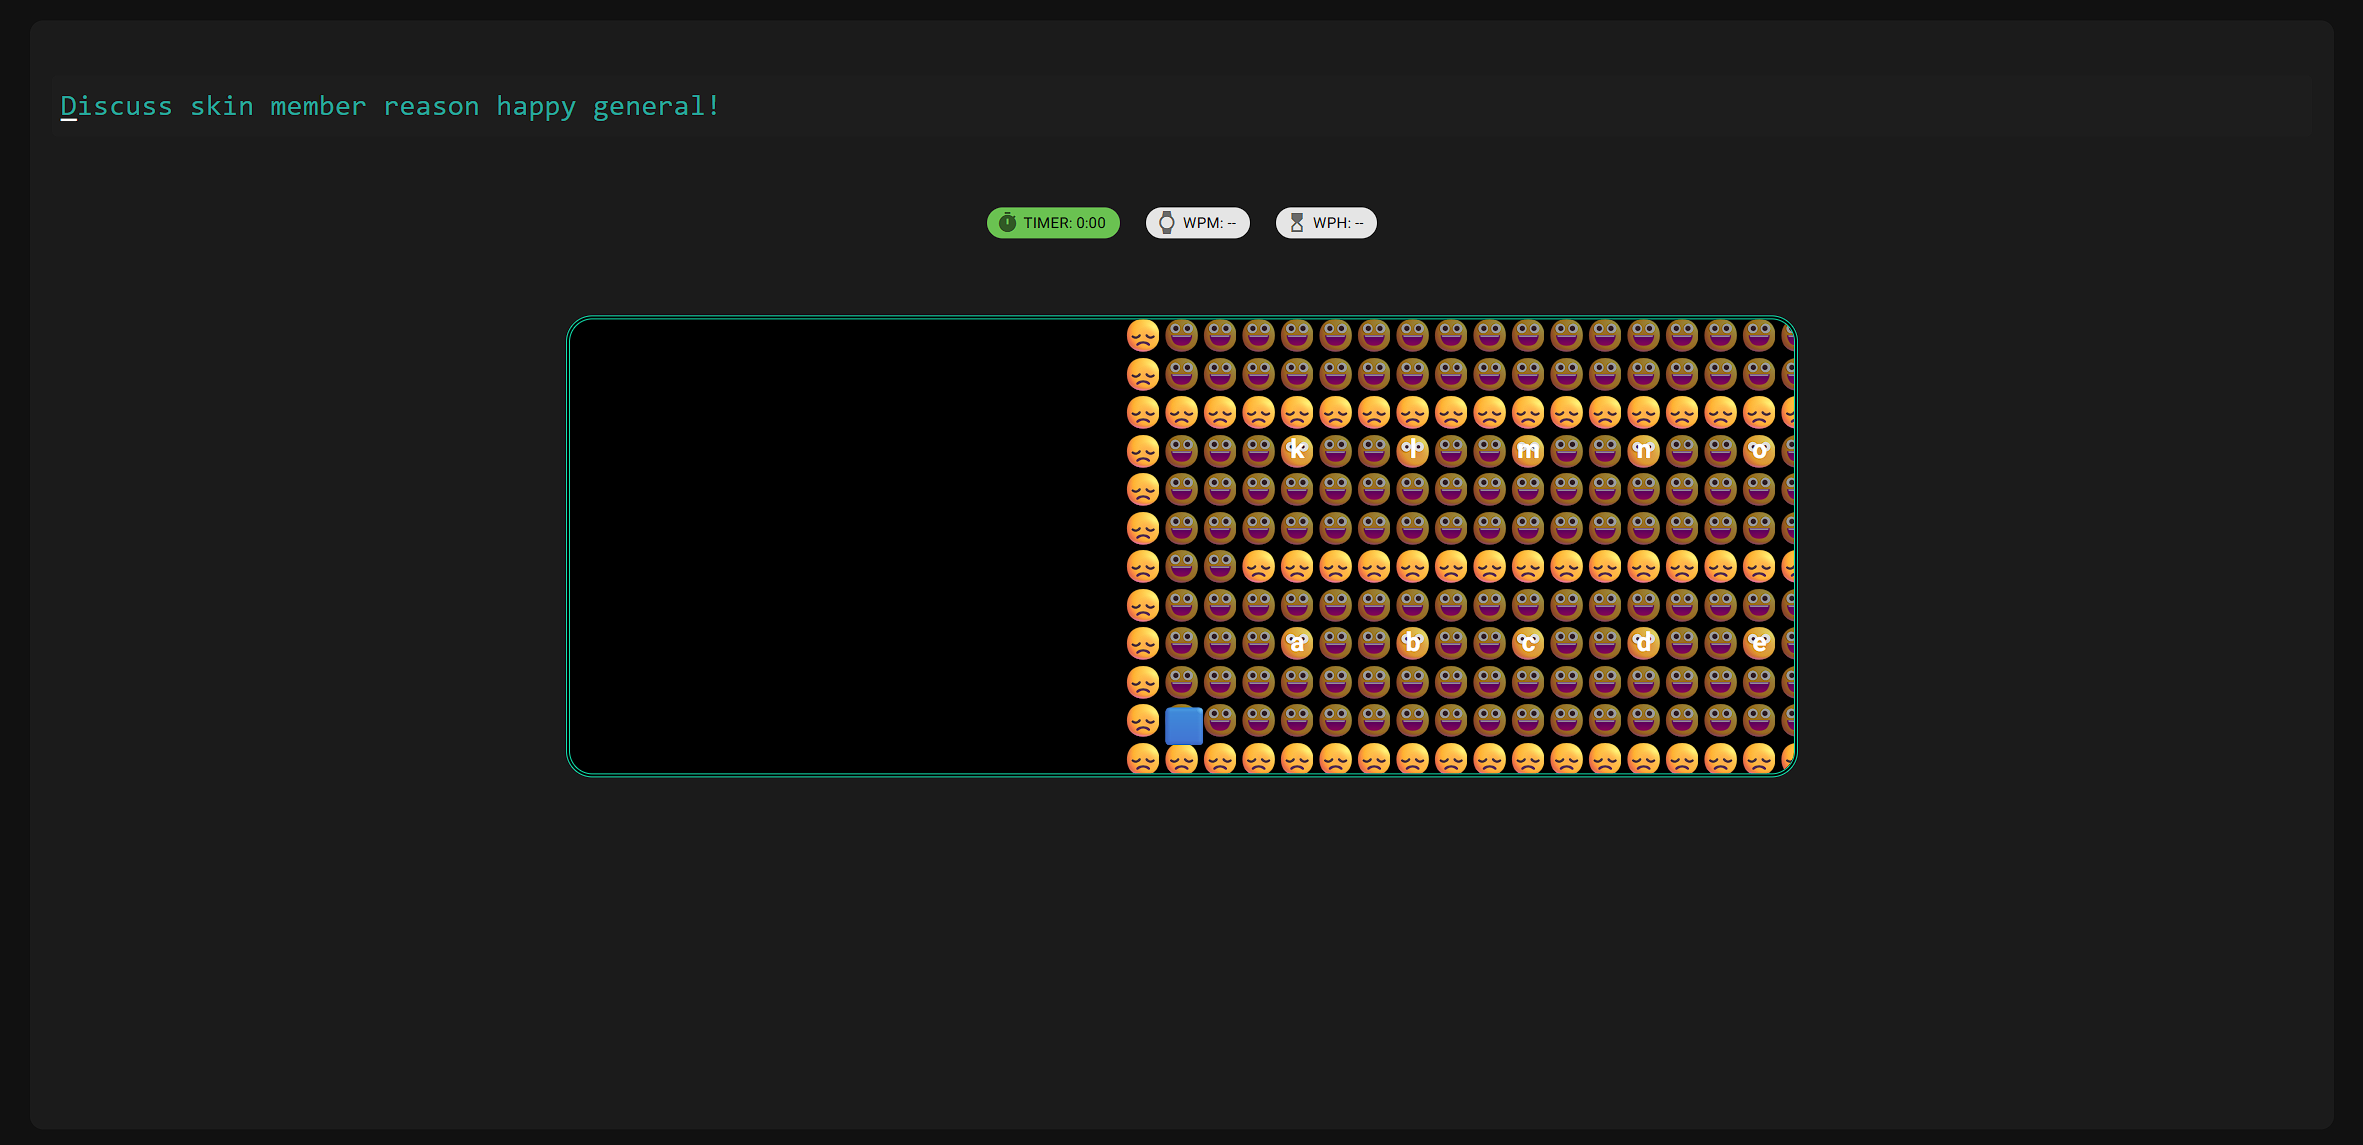 Discuss skin member reason happy general!
TIMER: 0:00 WPM: -- WPH: --
k l m n o
a b c d e